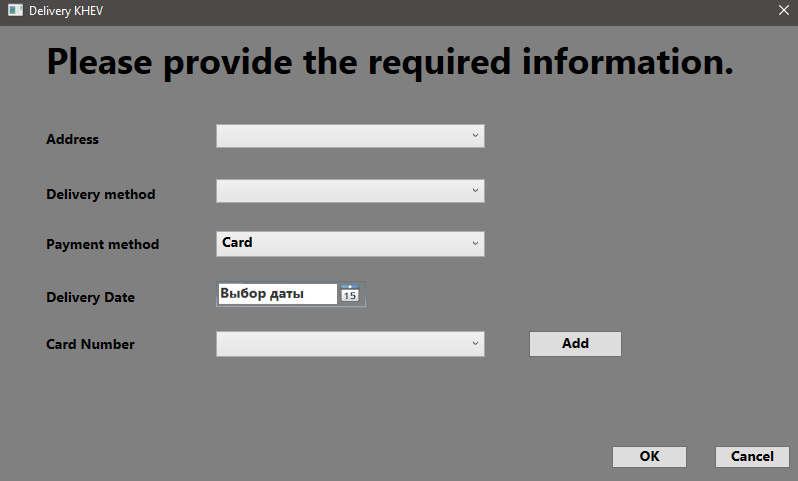 Delivery KHEV
Please provide the required information.
Address
Delivery method
Payment method Card
Delivery Date Выбор даты 15
Card Number Add
OK Cancel